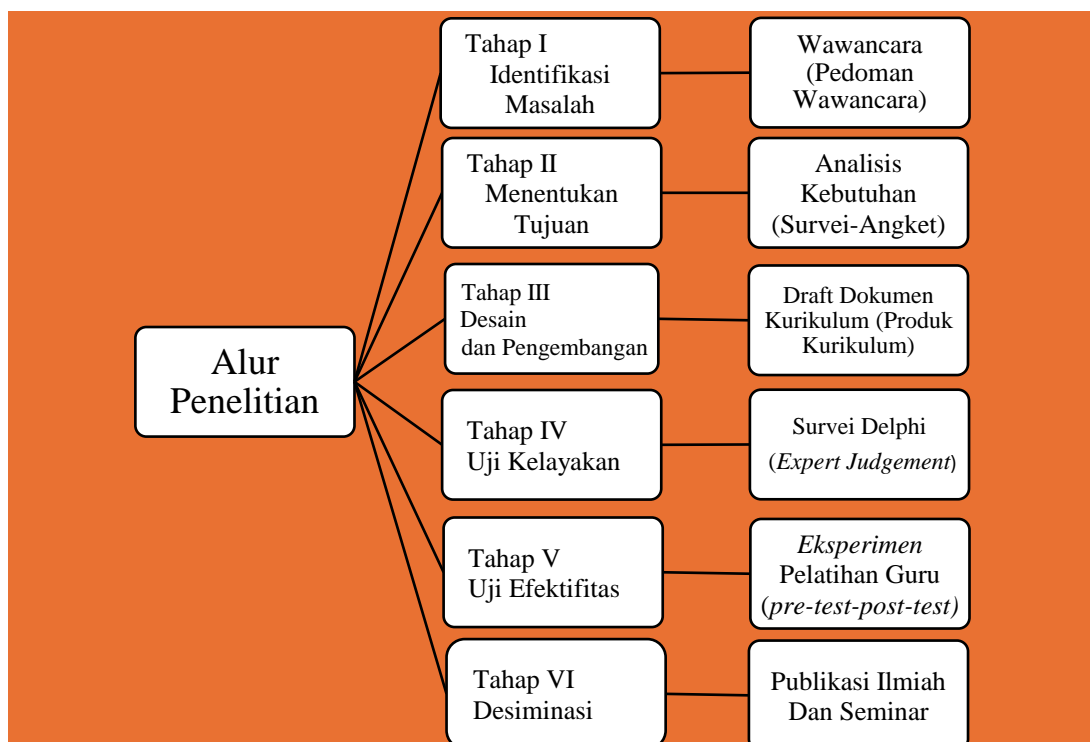 Tahap I
Identifikasi
Masalah
Wawancara
(Pedoman
Wawancara)
Tahap II
Menentukan
Tujuan
Analisis
Kebutuhan
(Survei-Angket)
Tahap III
Desain
dan Pengembangan
Draft Dokumen
Kurikulum (Produk
Kurikulum)
Alur
Penelitian
Tahap IV
Uji Kelayakan
Survei Delphi
(Expert Judgement)
Tahap V
Uji Efektifitas
Eksperimen
Pelatihan Guru
(pre-test-post-test)
Tahap VI
Desiminasi
Publikasi Ilmiah
Dan Seminar